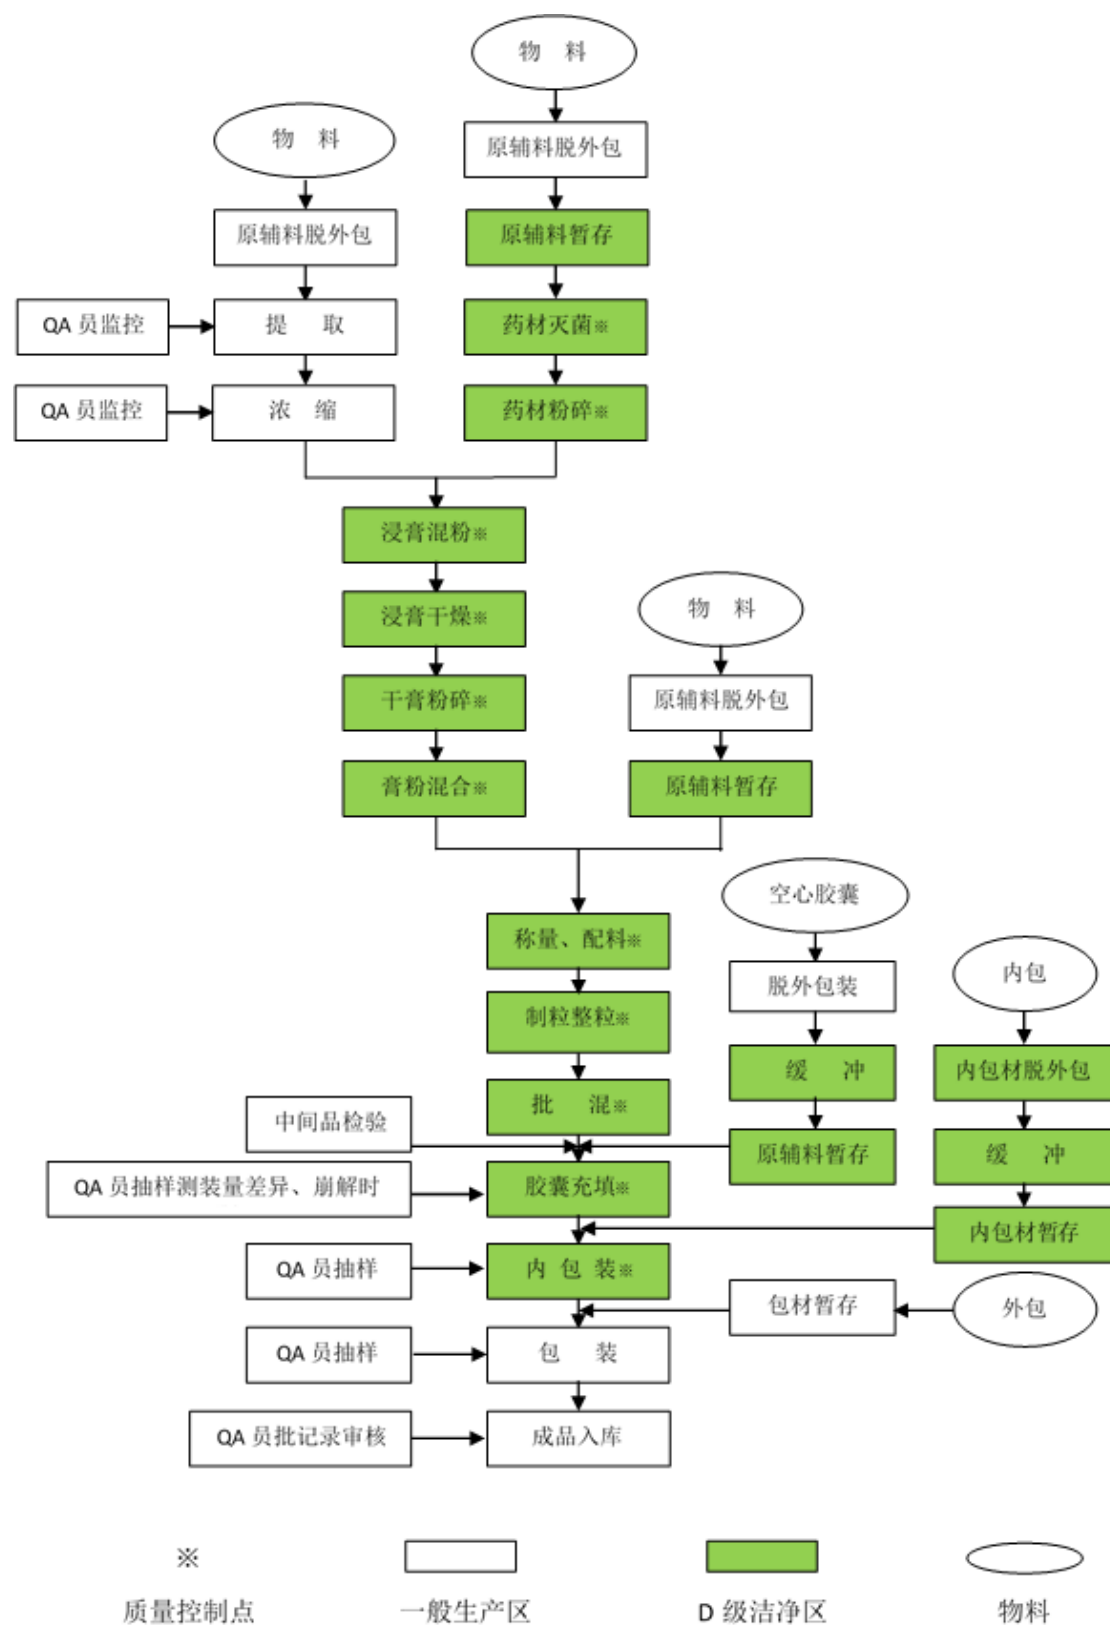 物 料
物 料
原辅料脱外包
原辅料脱外包
原辅料暂存
QA 员监控
提 取
药材灭菌※
QA 员监控
浓 缩
药材粉碎※
浸膏混粉※
浸膏干燥※
物 料
干膏粉碎※
原辅料脱外包
膏粉混合※
原辅料暂存
空心胶囊
称量、配料※
内包
脱外包装
制粒整粒※
缓 冲
内包材脱外包
批 混※
中间品检验
原辅料暂存
缓 冲
QA 员抽样测装量差异、崩解时
胶囊充填※
内包材暂存
QA 员抽样
内 包 装※
包材暂存
外包
QA 员抽样
包 装
QA 员批记录审核
成品入库
※
质量控制点
一般生产区
D 级洁净区
物料